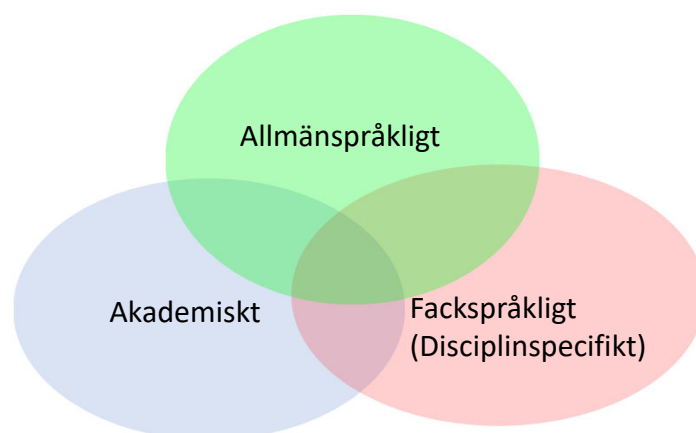 Allmänspråkligt
Akademiskt
Fackspråkligt
(Disciplinspecifikt)